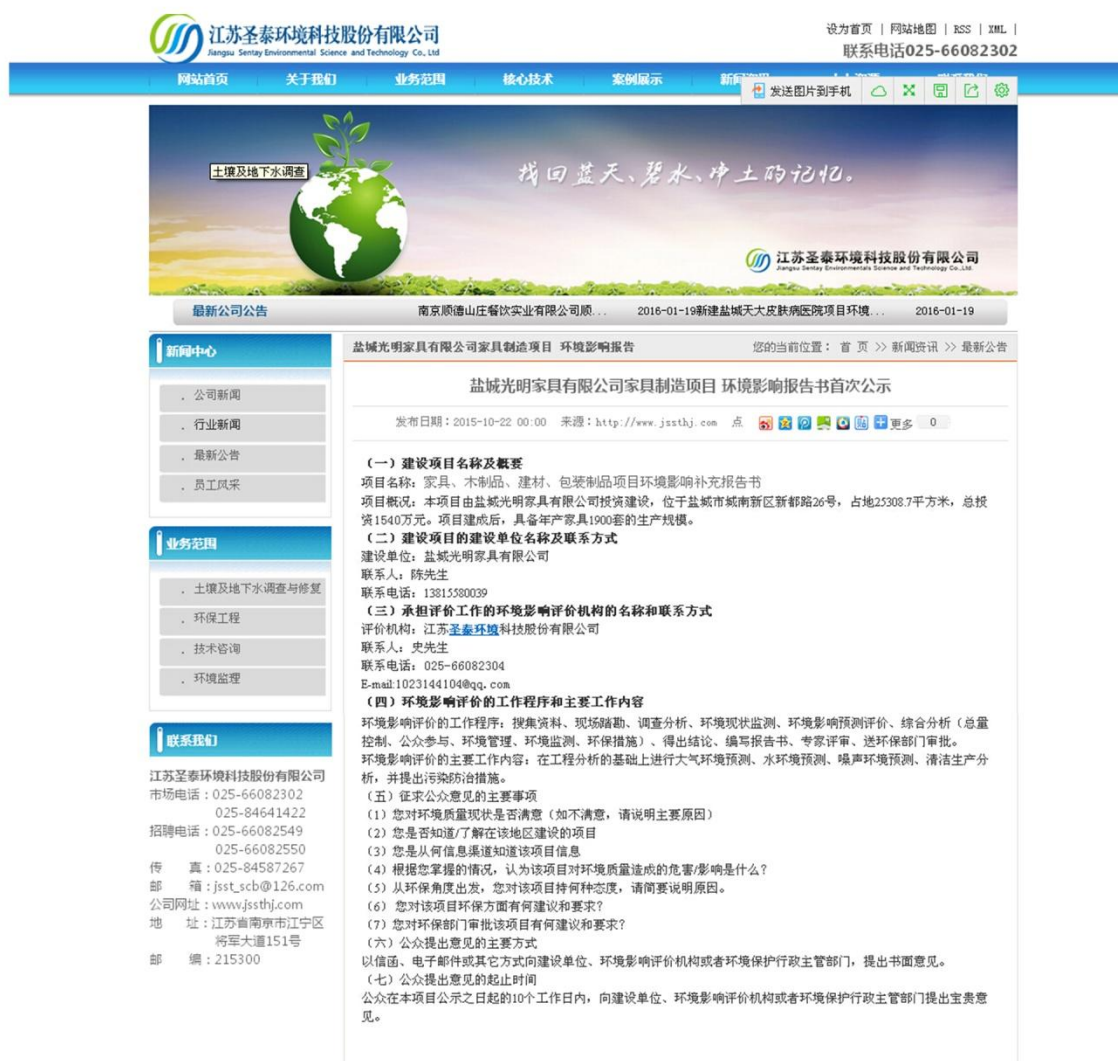 江苏圣泰环境科技股份有限公司
Jiangsu Sentay Environmental Science and Technology Co., Ltd
设为首页 | 网站地图 | RSS | XML |
联系电话025-66082302
网站首页 关于我们 业务范围 核心技术 案例展示
发送图片到手机
土壤及地下水调查
找回蓝天、碧水、净土的记忆。
江苏圣泰环境科技股份有限公司
Jiangsu Sentay Environmentals Science and Technology Co.,Ltd.
最新公司公告 南京顺德山庄餐饮实业有限公司顺... 2016-01-19新建盐城天大皮肤病医院项目环境... 2016-01-19
新闻中心
. 公司新闻
. 行业新闻
. 最新公告
. 员工风采
业务范围
. 土壤及地下水调查与修复
. 环保工程
. 技术咨询
. 环境监理
联系我们
江苏圣泰环境科技股份有限公司
市场电话：025-66082302
025-84641422
招聘电话：025-66082549
025-66082550
传 真：025-84587267
邮 箱：jsst_scb@126.com
公司网址：www.jssthj.com
地 址：江苏省南京市江宁区
将军大道151号
邮 编：215300
盐城光明家具有限公司家具制造项目 环境影响报告 您的当前位置： 首 页 >> 新闻资讯 >> 最新公告
盐城光明家具有限公司家具制造项目 环境影响报告书首次公示
发布日期：2015-10-22 00:00 来源：http://www.jssthj.com 点 更多 0
（一）建设项目名称及概要
项目名称：家具、木制品、建材、包装制品项目环境影响补充报告书
项目概况：本项目由盐城光明家具有限公司投资建设，位于盐城市城南新区新都路26号，占地25308.7平方米，总投
资1540万元。项目建成后，具备年产家具1900套的生产规模。
（二）建设项目的建设单位名称及联系方式
建设单位：盐城光明家具有限公司
联系人：陈先生
联系电话：13815580039
（三）承担评价工作的环境影响评价机构的名称和联系方式
评价机构：江苏圣泰环境科技股份有限公司
联系人：史先生
联系电话：025-66082304
E-mail:1023144104@qq.com
（四）环境影响评价的工作程序和主要工作内容
环境影响评价的工作程序：搜集资料、现场踏勘、调查分析、环境现状监测、环境影响预测评价、综合分析（总量
控制、公众参与、环境管理、环境监测、环保措施）、得出结论、编写报告书、专家评审、送环保部门审批。
环境影响评价的主要工作内容：在工程分析的基础上进行大气环境预测、水环境预测、噪声环境预测、清洁生产分
析，并提出污染防治措施。
（五）征求公众意见的主要事项
（1）您对环境质量现状是否满意（如不满意，请说明主要原因）
（2）您是否知道/了解在该地区建设的项目
（3）您是从何信息渠道知道该项目信息
（4）根据您掌握的情况，认为该项目对环境质量造成的危害/影响是什么？
（5）从环保角度出发，您对该项目持何种态度，请简要说明原因。
（6）您对该项目环保方面有何建议和要求？
（7）您对环保部门审批该项目有何建议和要求？
（六）公众提出意见的主要方式
以信函、电子邮件或其它方式向建设单位、环境影响评价机构或者环境保护行政主管部门，提出书面意见。
（七）公众提出意见的起止时间
公众在本项目公示之日起的10个工作日内，向建设单位、环境影响评价机构或者环境保护行政主管部门提出宝贵意
见。